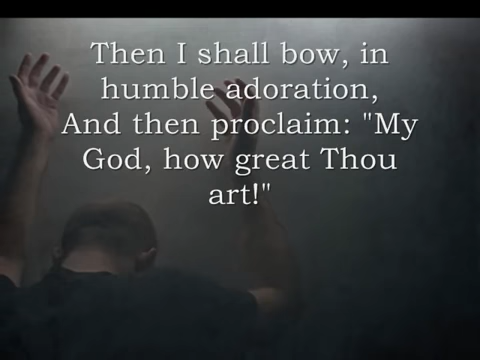 Then I shall bow, in
humble adoration,
And then proclaim: "My
God, how great Thou
art!"